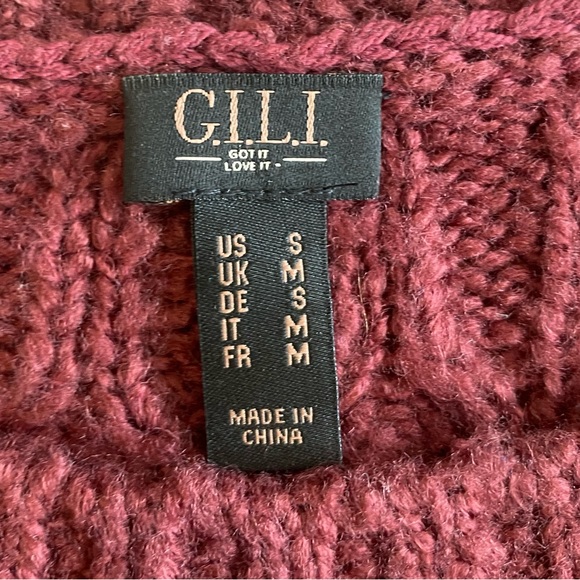 G.I.L.I.
GOT IT
LOVE IT -
US S
UK M
DE S
IT M
FR M
MADE IN
CHINA